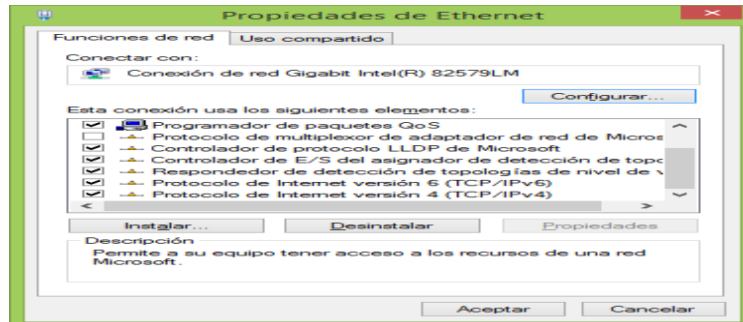 Propiedades de Ethernet
Funciones de red
Uso compartido
Conectar con:
Conexión de red Gigabit Intel(R) 82579LM
Configurar...
Esta conexión usa los siguientes elementos:
Programador de paquetes QoS
Protocolo de multiplexor de adaptador de red de Micros
Controlador de protocolo LLDP de Microsoft
Controlador de E/S del asignador de detección de topo
Respondedor de detección de topologías de nivel de v
Protocolo de Internet versión 6 (TCP/IPv6)
Protocolo de Internet versión 4 (TCP/IPv4)
Instalar...
Desinstalar
Propiedades
Descripción
Permite a su equipo tener acceso a los recursos de una red
Microsoft.
Aceptar
Cancelar